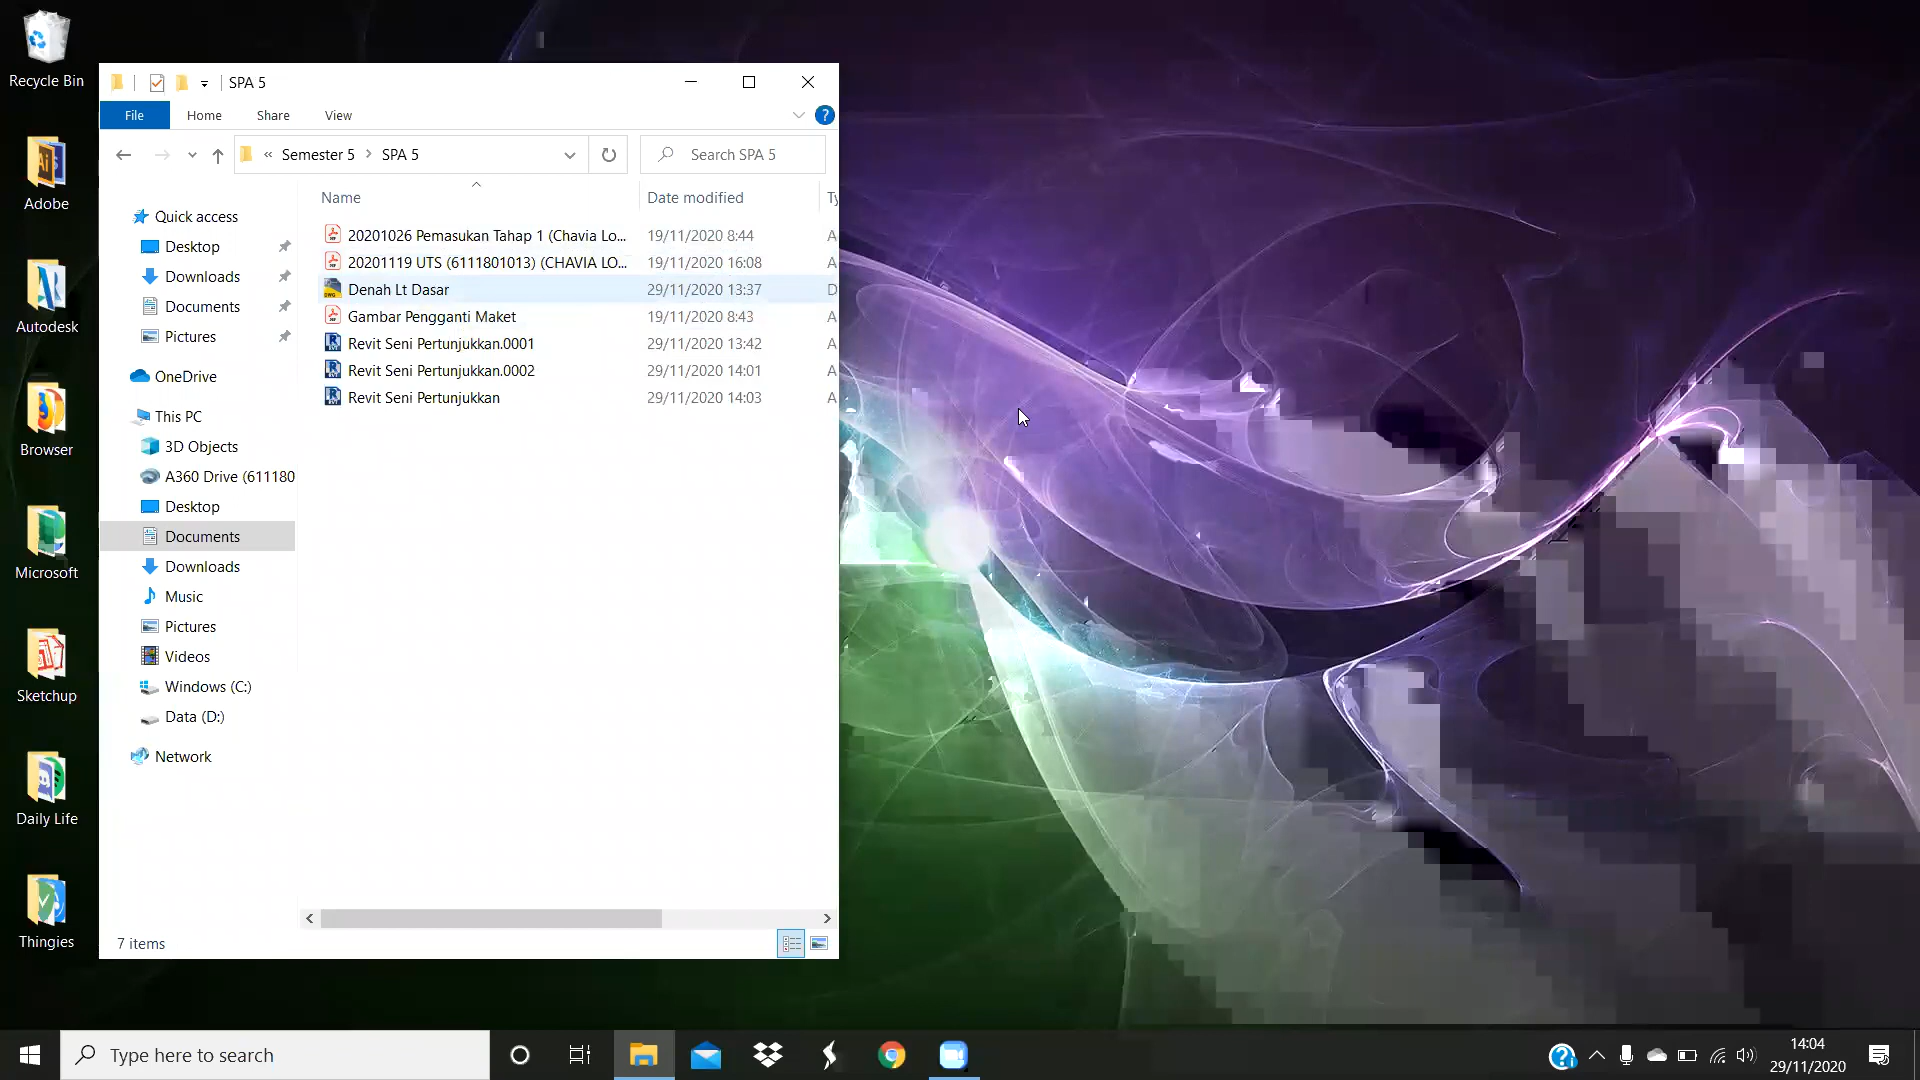 Recycle Bin
Adobe
Autodesk
Browser
Microsoft
Sketchup
Daily Life
Thingies
SPA 5
File Home Share View
« Semester 5 > SPA 5
Search SPA 5
Quick access
Desktop
Downloads
Documents
Pictures
OneDrive
This PC
3D Objects
A360 Drive (611180
Desktop
Documents
Downloads
Music
Pictures
Videos
Windows (C:)
Data (D:)
Network
Name Date modified Ty
20201026 Pemasukan Tahap 1 (Chavia Lo... 19/11/2020 8:44 A
20201119 UTS (6111801013) (CHAVIA LO... 19/11/2020 16:08 A
Denah Lt Dasar 29/11/2020 13:37 D
Gambar Pengganti Maket 19/11/2020 8:43 A
Revit Seni Pertunjukkan.0001 29/11/2020 13:42 A
Revit Seni Pertunjukkan.0002 29/11/2020 14:01 A
Revit Seni Pertunjukkan 29/11/2020 14:03 A
7 items
Type here to search
14:04
29/11/2020